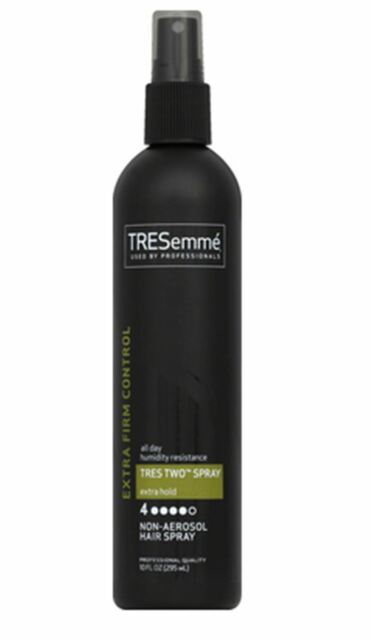 TRESemmé
USED BY PROFESSIONALS
EXTRA FIRM CONTROL
all day
humidity resistance
TRES TWO™ SPRAY
extra hold
4
NON-AEROSOL
HAIR SPRAY
PROFESSIONAL QUALITY
10 FL OZ (295 mL)